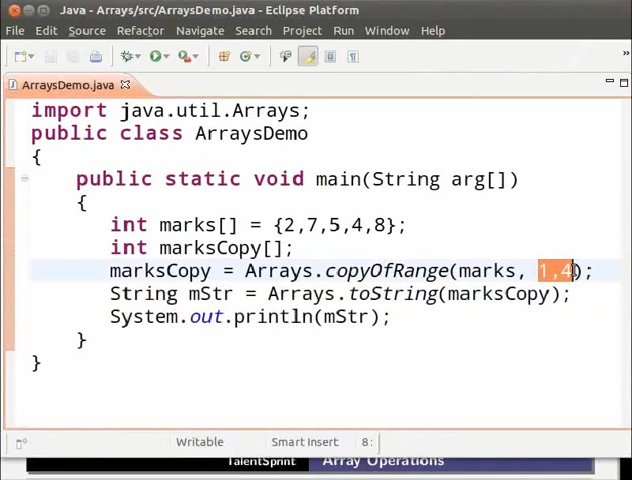 Java - Arrays/src/ArraysDemo.java - Eclipse Platform
File Edit Source Refactor Navigate Search Project Run Window Help
ArraysDemo.java
import java.util.Arrays;
public class ArraysDemo
{
public static void main(String arg[])
{
int marks[] = {2,7,5,4,8};
int marksCopy[];
marksCopy = Arrays.copyOfRange(marks, 1,4);
String mStr = Arrays.toString(marksCopy);
System.out.println(mStr);
}
}
Writable Smart Insert 8:
TalentSprint Array Operations